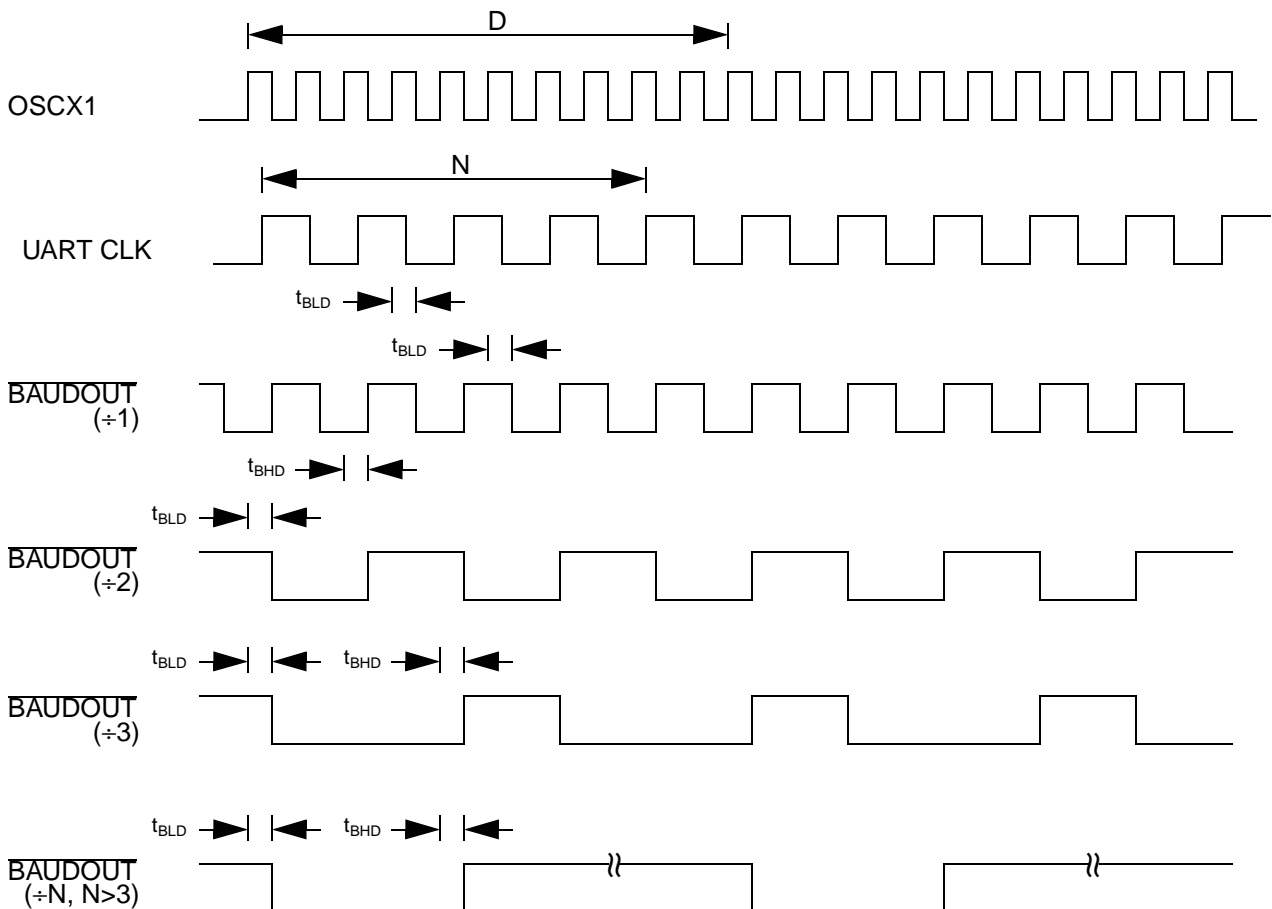 D
OSCX1
N
UART CLK
tBLD
tBLD
BAUDOUT
(÷1)
tBHD
tBLD
BAUDOUT
(÷2)
tBLD tBHD
BAUDOUT
(÷3)
tBLD tBHD
BAUDOUT
(÷N, N>3)